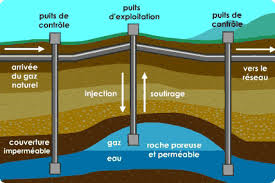 puits de
contrôle
puits
d'exploitation
puits de
contrôle
arrivée
du gaz
naturel
vers le
réseau
injection
soutirage
couverture
imperméable
gaz
eau
roche poreuse
et perméable